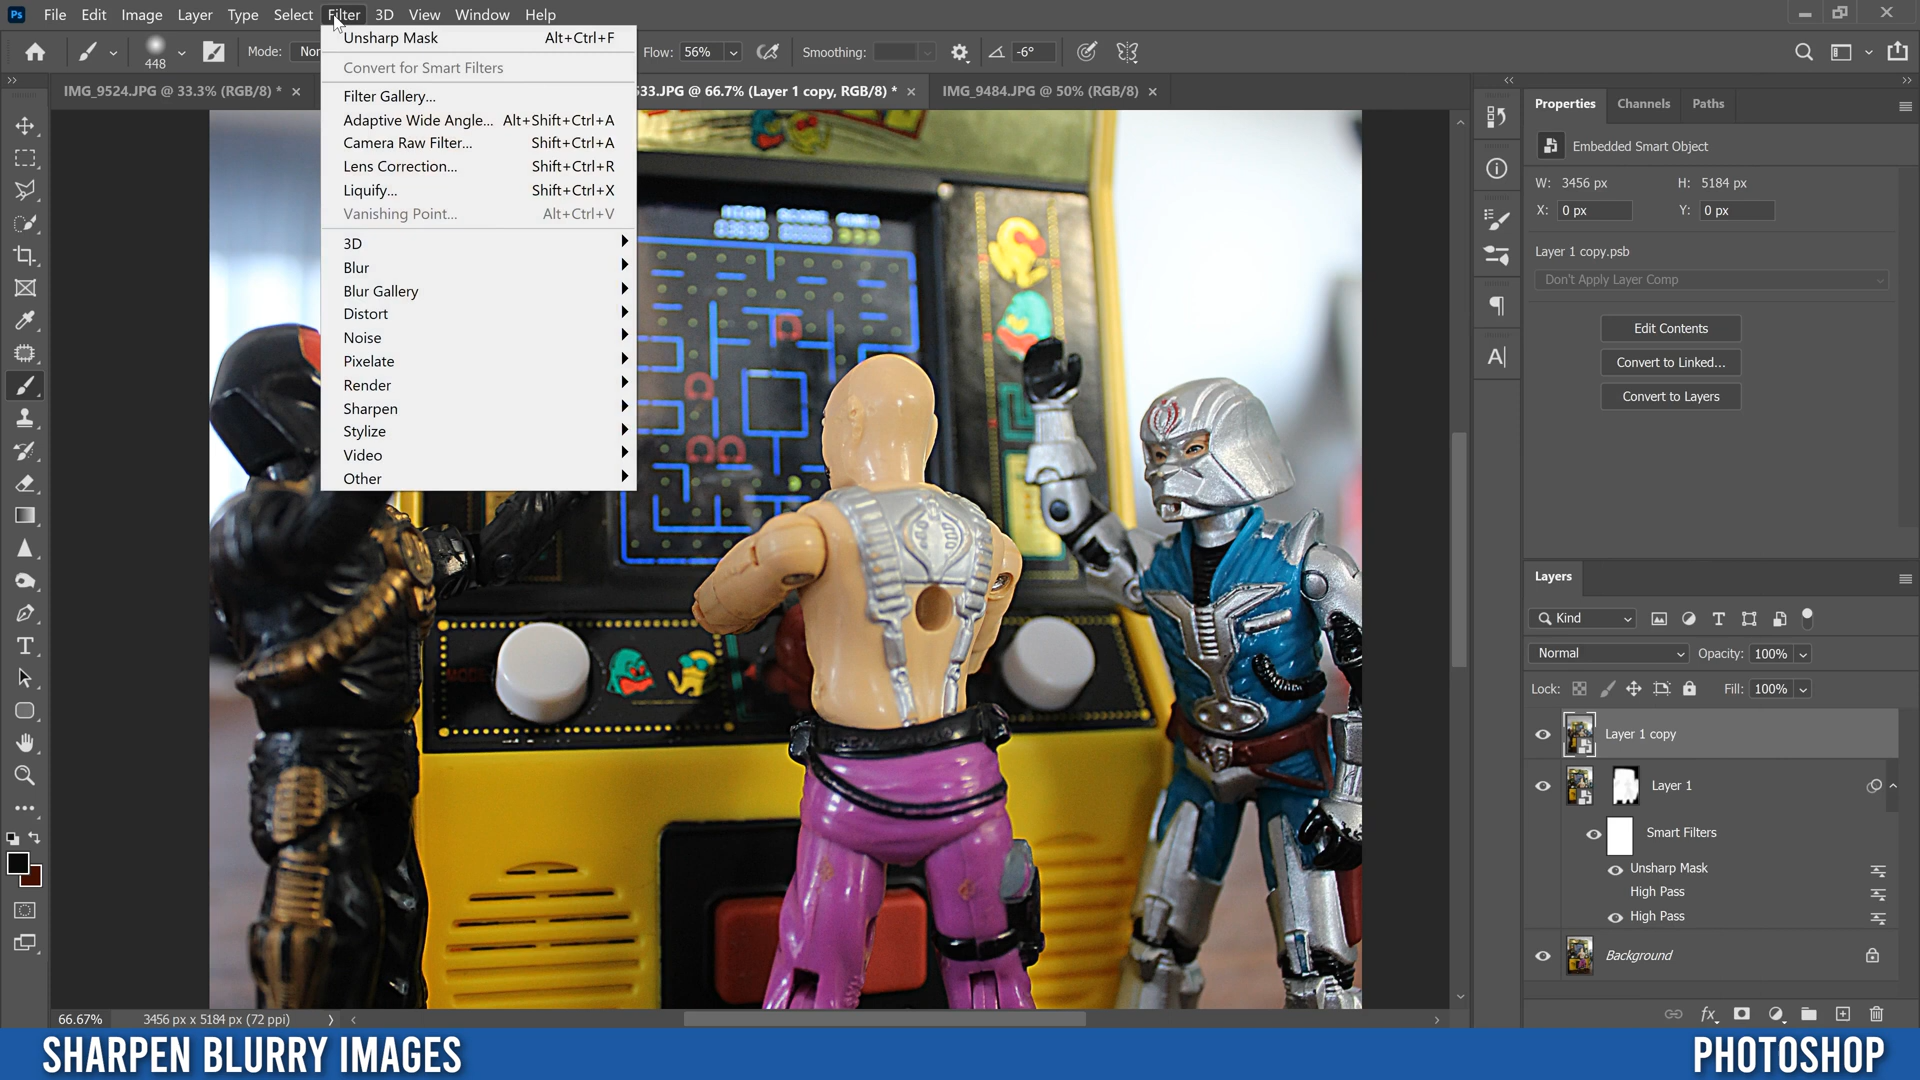 Ps File Edit Image Layer Type Select Filter 3D View Window Help
448 Mode: Nor Flow: 56% Smoothing: -6°
IMG_9524.JPG @ 33.3% (RGB/8) * × 533.JPG @ 66.7% (Layer 1 copy, RGB/8) * × IMG_9484.JPG @ 50% (RGB/8) ×
Unsharp Mask Alt+Ctrl+F
Convert for Smart Filters
Filter Gallery...
Adaptive Wide Angle... Alt+Shift+Ctrl+A
Camera Raw Filter... Shift+Ctrl+A
Lens Correction... Shift+Ctrl+R
Liquify... Shift+Ctrl+X
Vanishing Point... Alt+Ctrl+V
3D
Blur
Blur Gallery
Distort
Noise
Pixelate
Render
Sharpen
Stylize
Video
Other
MODE
Properties Channels Paths
Embedded Smart Object
W: 3456 px H: 5184 px
X: 0 px Y: 0 px
Layer 1 copy.psb
Don't Apply Layer Comp
Edit Contents
Convert to Linked...
Convert to Layers
Layers
Kind
Normal Opacity: 100%
Lock: Fill: 100%
Layer 1 copy
Layer 1
Smart Filters
Unsharp Mask
High Pass
High Pass
Background
66.67% 3456 px x 5184 px (72 ppi)
SHARPEN BLURRY IMAGES PHOTOSHOP